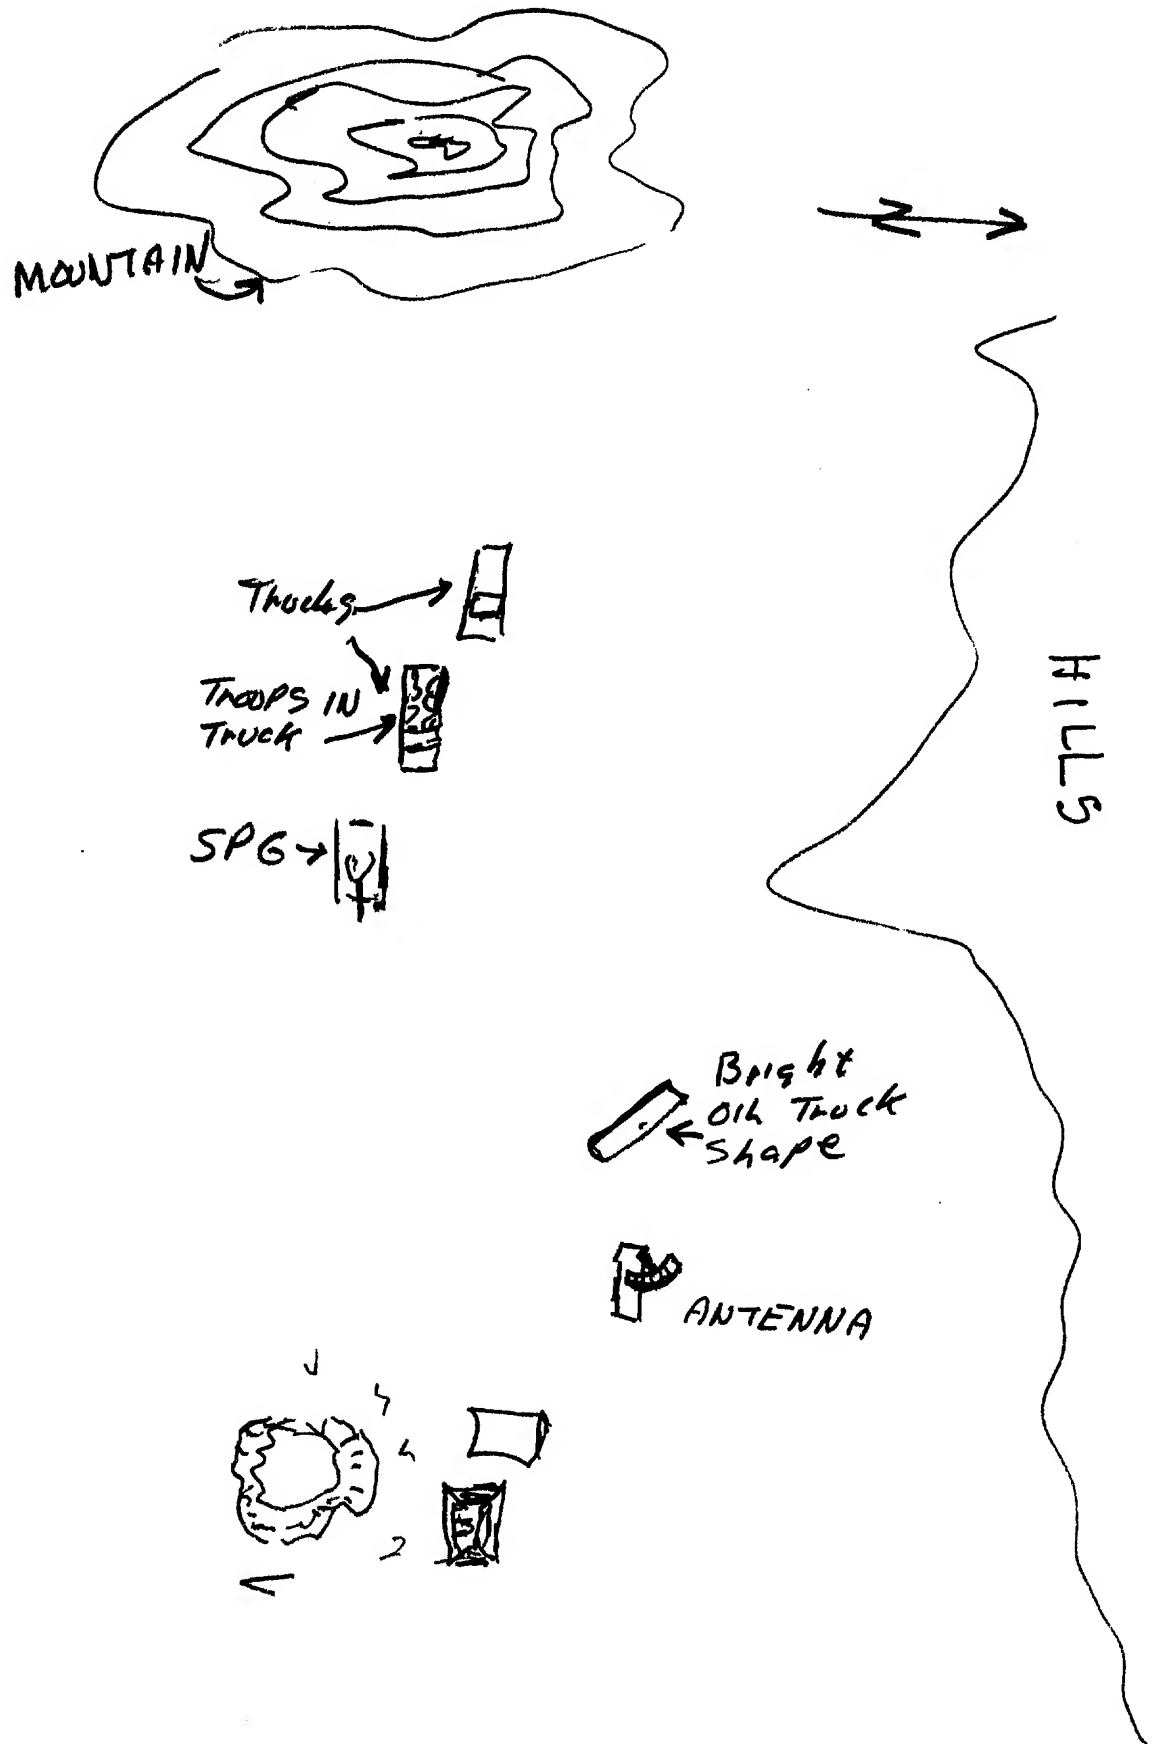 MOUNTAIN
Trucks
TROOPS IN
TRUCK
SPG
HILLS
Bright
OIL TRUCK
Shape
ANTENNA